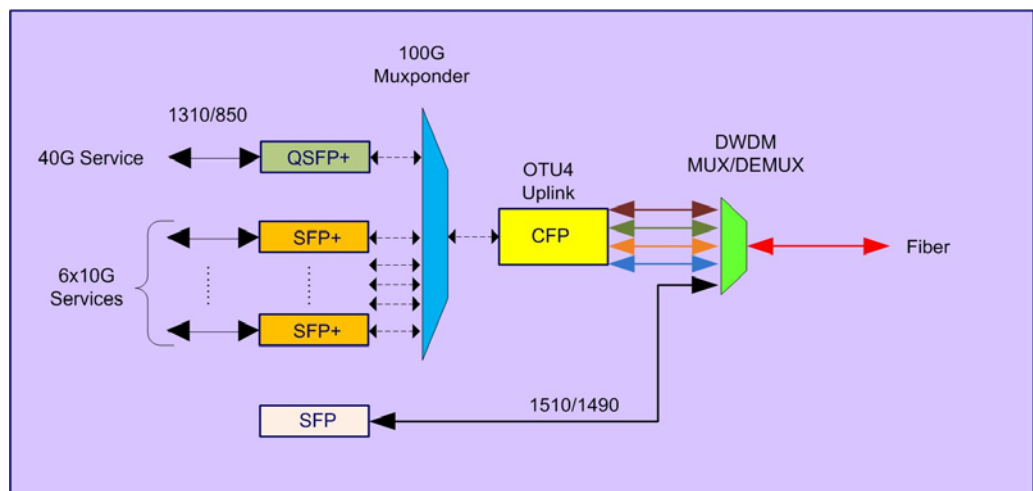 100G
Muxponder
1310/850
40G Service
QSFP+
DWDM
MUX/DEMUX
OTU4
Uplink
SFP+
CFP
Fiber
6x10G
Services
SFP+
1510/1490
SFP